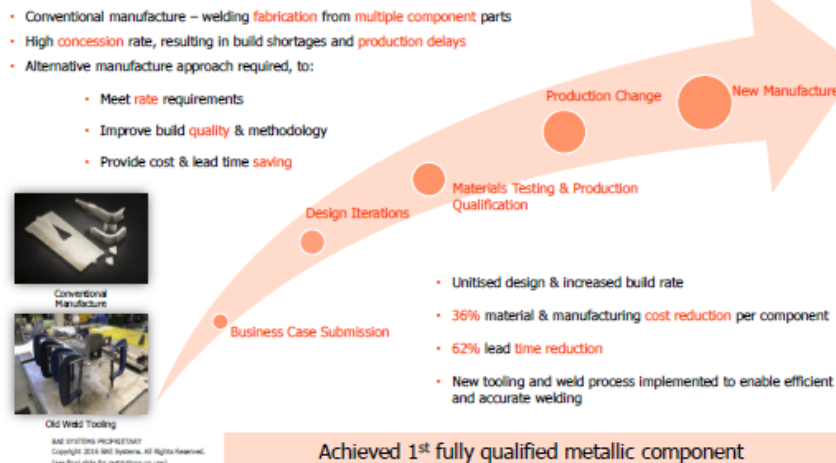 • Conventional manufacture – welding fabrication from multiple component parts
• High concession rate, resulting in build shortages and production delays
• Alternative manufacture approach required, to:
• Meet rate requirements
• Improve build quality & methodology
• Provide cost & lead time saving
Production Change
New Manufacture
Materials Testing & Production
Qualification
Design Iterations
Business Case Submission
Conventional
Manufacture
Old Weld Tooling
• Unitised design & increased build rate
• 36% material & manufacturing cost reduction per component
• 62% lead time reduction
• New tooling and weld process implemented to enable efficient
and accurate welding
BAE SYSTEMS PROPRIETARY
Copyright 2016 BAE Systems. All Rights Reserved.
Achieved 1st fully qualified metallic component